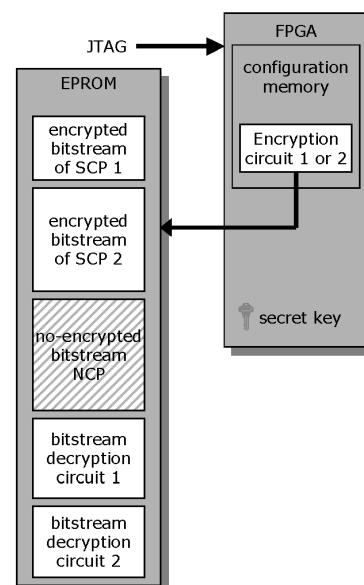 JTAG
FPGA
configuration
memory
Encryption
circuit 1 or 2
secret key
EPROM
encrypted
bitstream
of SCP 1
encrypted
bitstream
of SCP 2
no-encrypted
bitstream
NCP
bitstream
decryption
circuit 1
bitstream
decryption
circuit 2